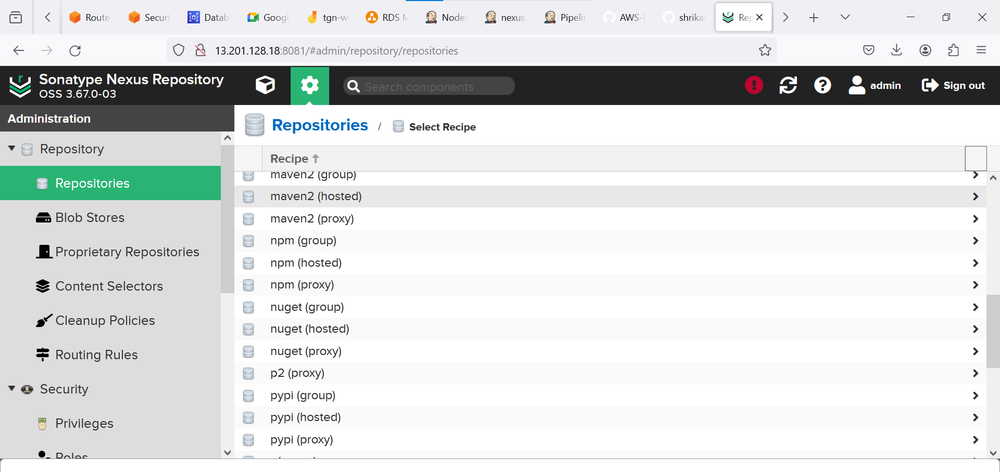 Route
Securi
Datab
Googl
tgn-wi
RDS M
Nodes
nexus
Pipelin
AWS-D
shrika
Rep
13.201.128.18:8081/#admin/repository/repositories
Sonatype Nexus Repository
OSS 3.67.0-03
Search components
admin
Sign out
Administration
Repositories / Select Recipe
Repository
Repositories
Blob Stores
Proprietary Repositories
Content Selectors
Cleanup Policies
Routing Rules
Security
Privileges
Roles
Recipe
maven2 (group)
maven2 (hosted)
maven2 (proxy)
npm (group)
npm (hosted)
npm (proxy)
nuget (group)
nuget (hosted)
nuget (proxy)
p2 (proxy)
pypi (group)
pypi (hosted)
pypi (proxy)